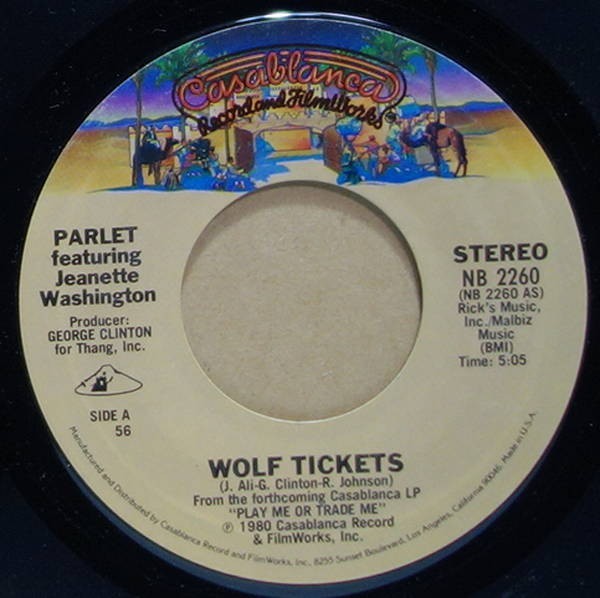 Casablanca
Record and FilmWorks
PARLET
featuring
Jeanette
Washington
Producer:
GEORGE CLINTON
for Thang, Inc.
SIDE A
56
STEREO
NB 2260
(NB 2260 AS)
Rick's Music,
Inc./Malbiz
Music
(BMI)
Time: 5:05
WOLF TICKETS
(J. Ali-G. Clinton-R. Johnson)
From the forthcoming Casablanca LP
"PLAY ME OR TRADE ME"
℗ 1980 Casablanca Record
& FilmWorks, Inc.
Manufactured and Distributed by Casablanca Record and FilmWorks, Inc., 8255 Sunset Boulevard, Los Angeles, California 90046. Made in U.S.A.